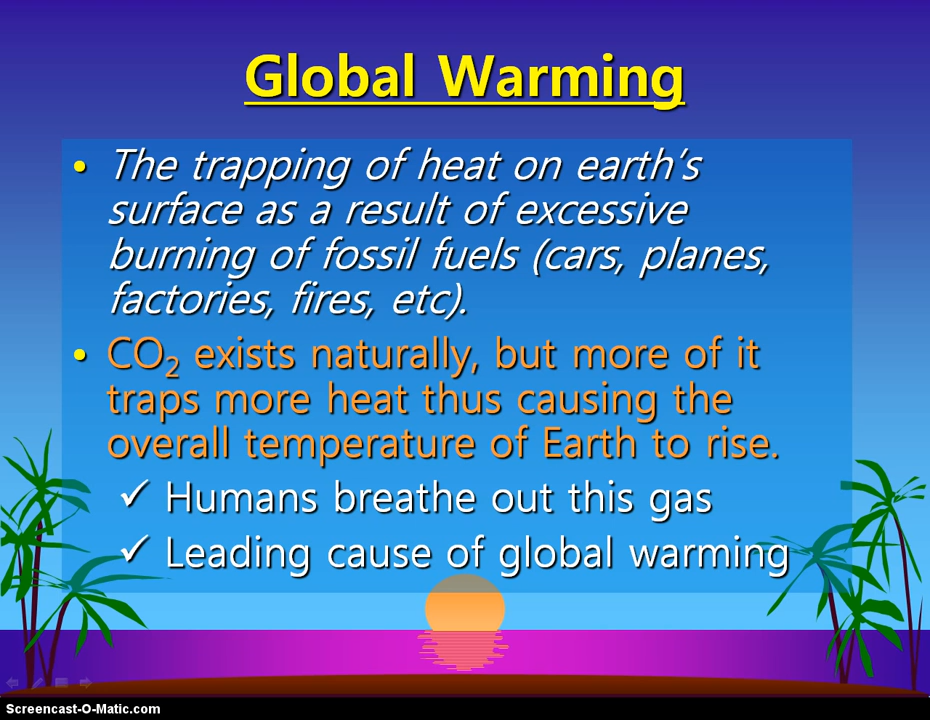 Global Warming
• The trapping of heat on earth's
surface as a result of excessive
burning of fossil fuels (cars, planes,
factories, fires, etc).
• CO₂ exists naturally, but more of it
traps more heat thus causing the
overall temperature of Earth to rise.
✓ Humans breathe out this gas
✓ Leading cause of global warming
Screencast-O-Matic.com